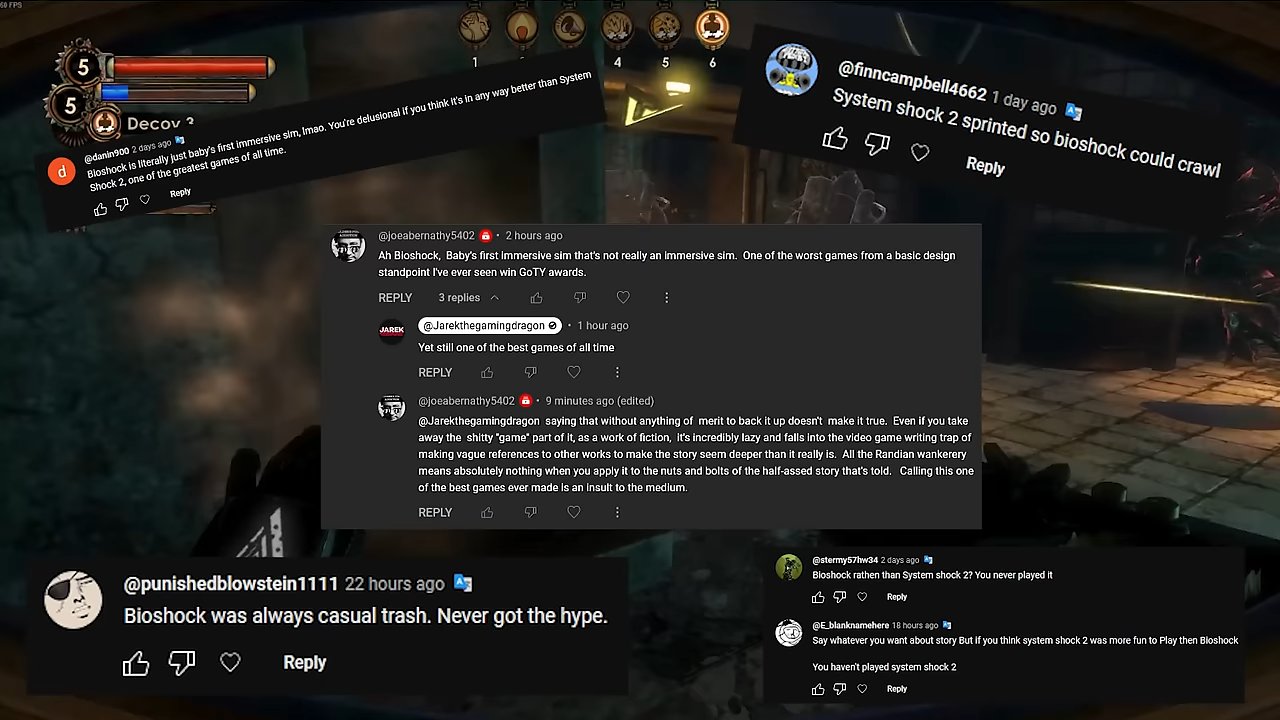 60 FPS
1
4
5
6
5
5
Decoy
@danin900 2 days ago
Bioshock is literally just baby's first immersive sim, lmao. You're delusional if you think it's in any way better than System
Shock 2, one of the greatest games of all time.
Reply
@finncampbell4662 1 day ago
System shock 2 sprinted so bioshock could crawl
Reply
@joeabernathy5402 • 2 hours ago
Ah Bioshock, Baby's first immersive sim that's not really an immersive sim. One of the worst games from a basic design
standpoint I've ever seen win GoTY awards.
REPLY 3 replies
JAREK
@Jarekthegamingdragon • 1 hour ago
Yet still one of the best games of all time
REPLY
@joeabernathy5402 • 9 minutes ago (edited)
@Jarekthegamingdragon saying that without anything of merit to back it up doesn't make it true. Even if you take
away the shitty "game" part of it, as a work of fiction, it's incredibly lazy and falls into the video game writing trap of
making vague references to other works to make the story seem deeper than it really is. All the Randian wankerery
means absolutely nothing when you apply it to the nuts and bolts of the half-assed story that's told. Calling this one
of the best games ever made is an insult to the medium.
REPLY
@punishedblowstein1111 22 hours ago
Bioshock was always casual trash. Never got the hype.
Reply
@stermy57hw34 2 days ago
Bioshock rathen than System shock 2? You never played it
Reply
@E_blanknamehere 18 hours ago
Say whatever you want about story But if you think system shock 2 was more fun to Play then Bioshock
You haven't played system shock 2
Reply